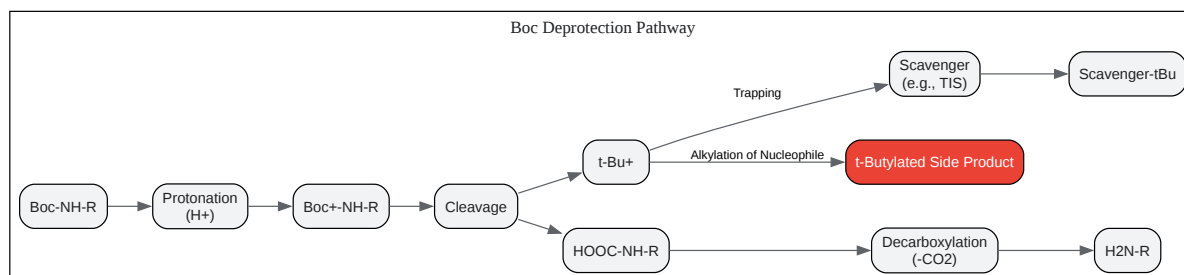 Boc Deprotection Pathway
Scavenger
(e.g., TIS)
Scavenger-tBu
Trapping
t-Bu+
Alkylation of Nucleophile
t-Butylated Side Product
Boc-NH-R
Protonation
(H+)
Boc+-NH-R
Cleavage
HOOC-NH-R
Decarboxylation
(-CO2)
H2N-R